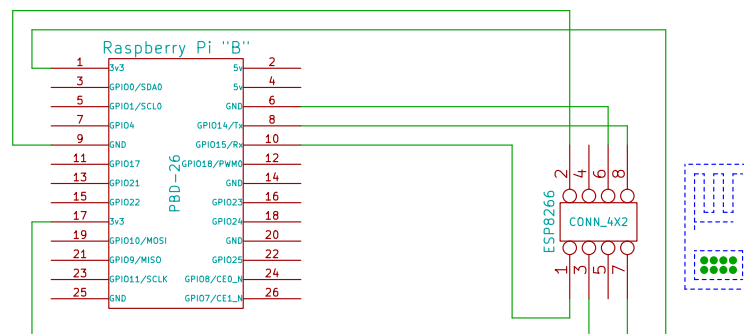 Raspberry Pi "B"
1 3v3 5v 2
3 GPIO0/SDA0 5v 4
5 GPIO1/SCL0 GND 6
7 GPIO4 GPIO14/Tx 8
9 GND GPIO15/Rx 10
11 GPIO17 GPIO18/PWM0 12
13 GPIO21 GND 14
15 GPIO22 GPIO23 16
17 3v3 GPIO24 18
19 GPIO10/MOSI GND 20
21 GPIO9/MISO GPIO25 22
23 GPIO11/SCLK GPIO8/CE0_N 24
25 GND GPIO7/CE1_N 26
PBD-26
2 4 6 8
ESP8266
CONN_4X2
1 3 5 7